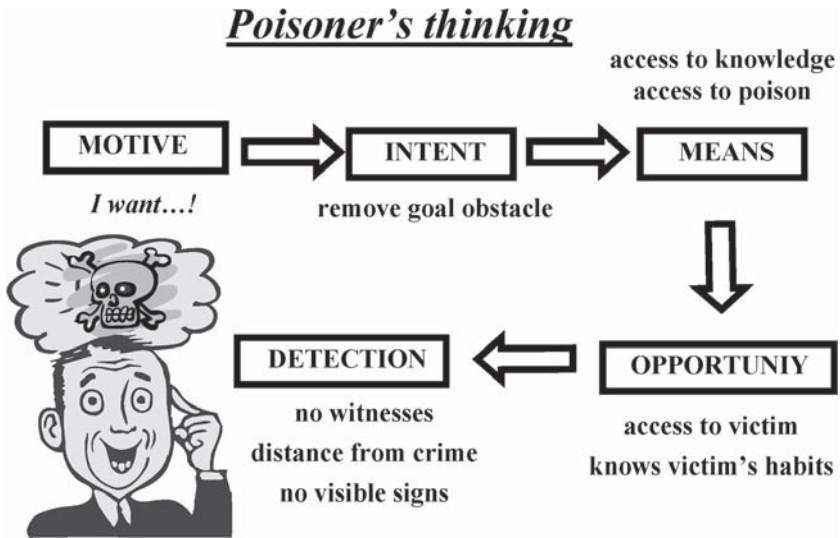 Poisoner's thinking
access to knowledge
access to poison
MOTIVE
INTENT
MEANS
I want...!
remove goal obstacle
DETECTION
OPPORTUNIY
no witnesses
distance from crime
no visible signs
access to victim
knows victim's habits